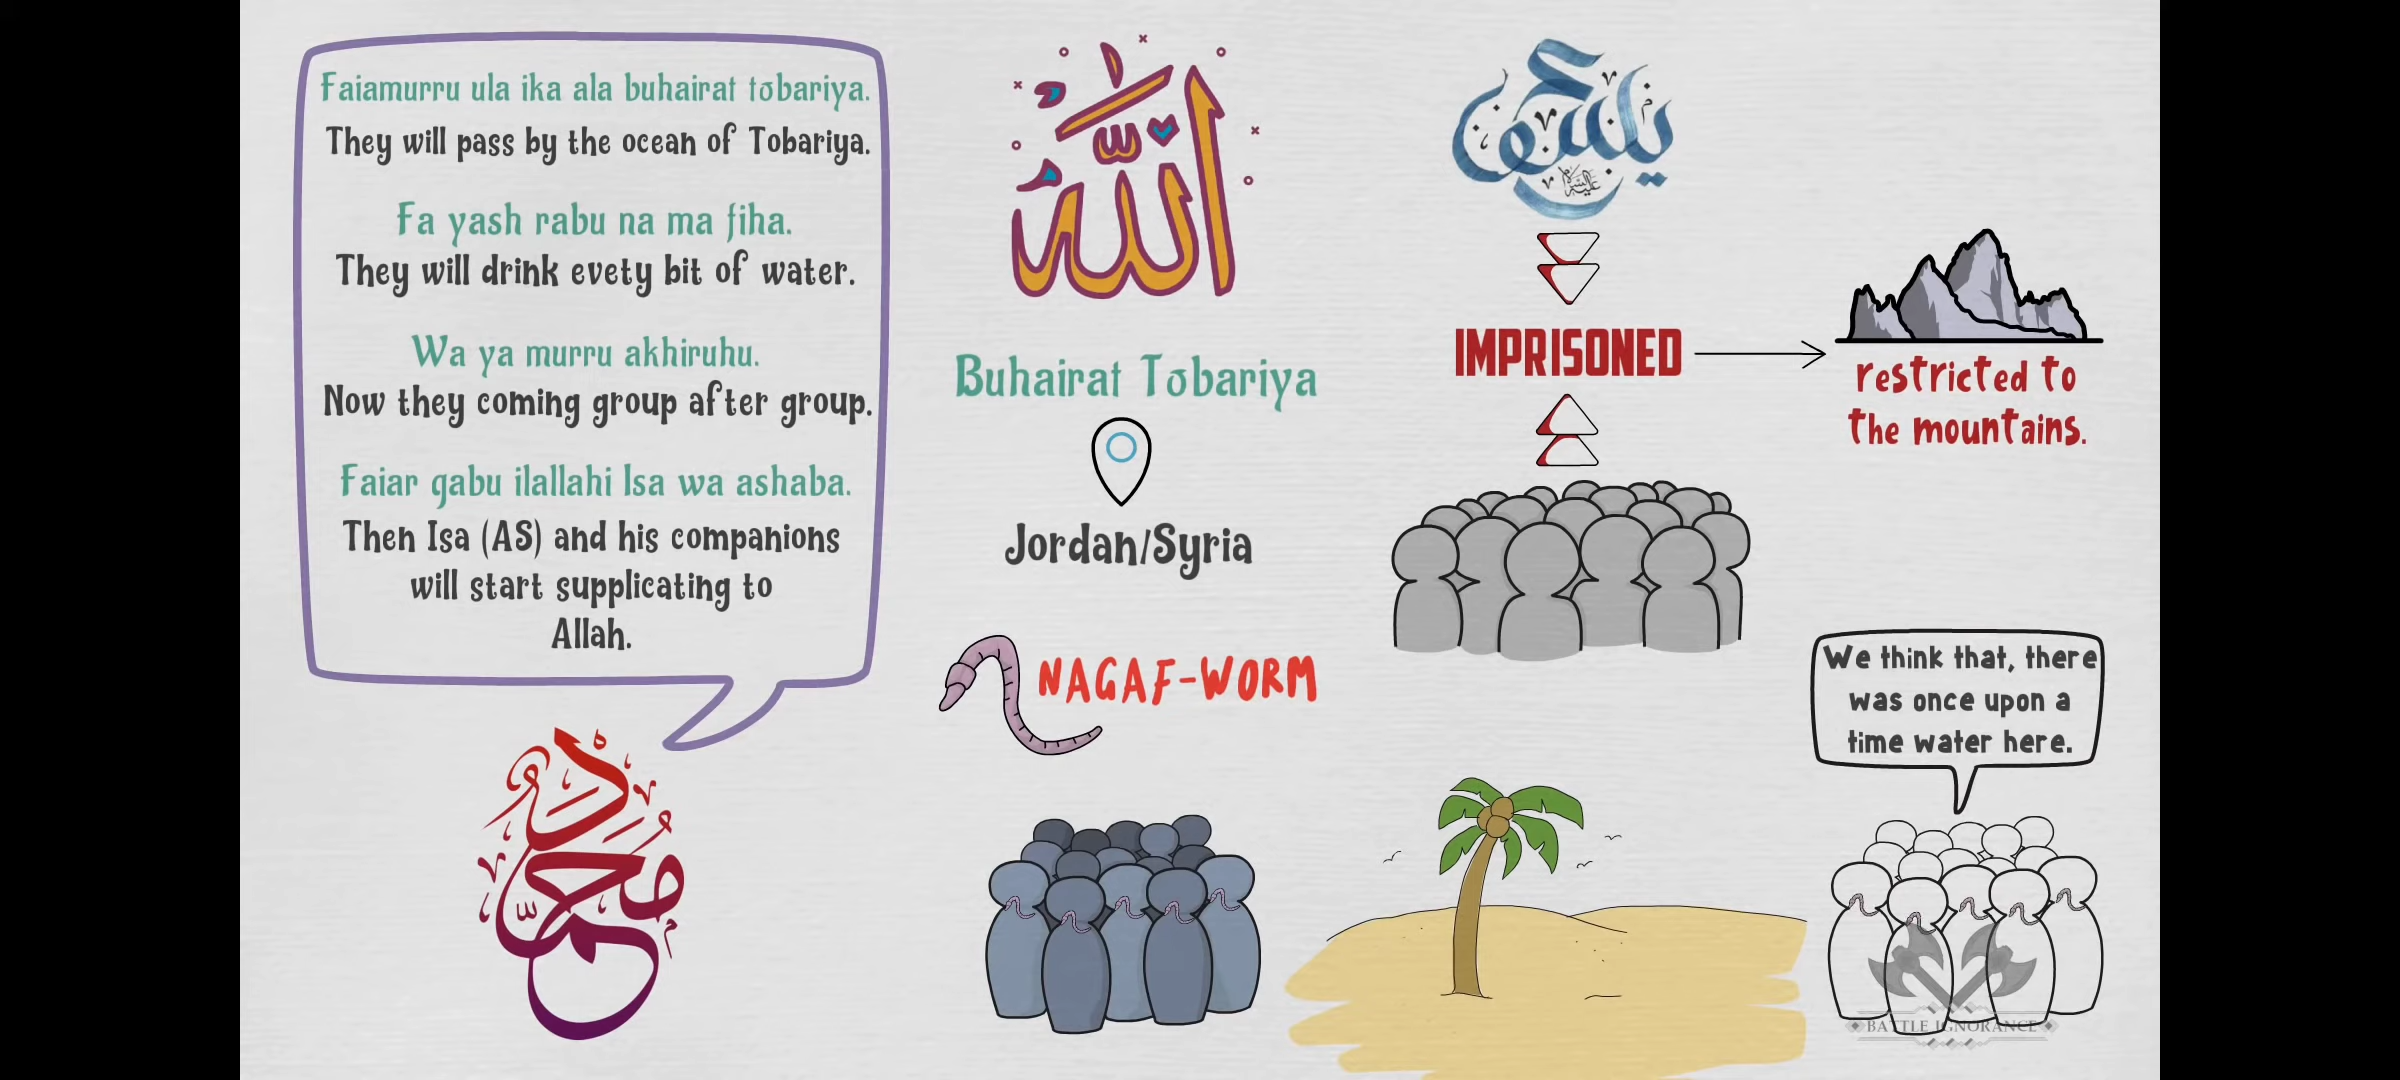 Faiamurru ula ika ala buhairat tobariya.
They will pass by the ocean of Tobariya.
Fa yash rabu na ma fiha.
They will drink evety bit of water.
Wa ya murru akhiruhu.
Now they coming group after group.
Faiar gabu ilallahi Isa wa ashaba.
Then Isa (AS) and his companions
will start supplicating to
Allah.
محمد
الله
Buhairat Tobariya
Jordan/Syria
NAGAF-WORM
IMPRISONED
restricted to
the mountains.
We think that, there
was once upon a
time water here.
BATTLE IGNORANCE